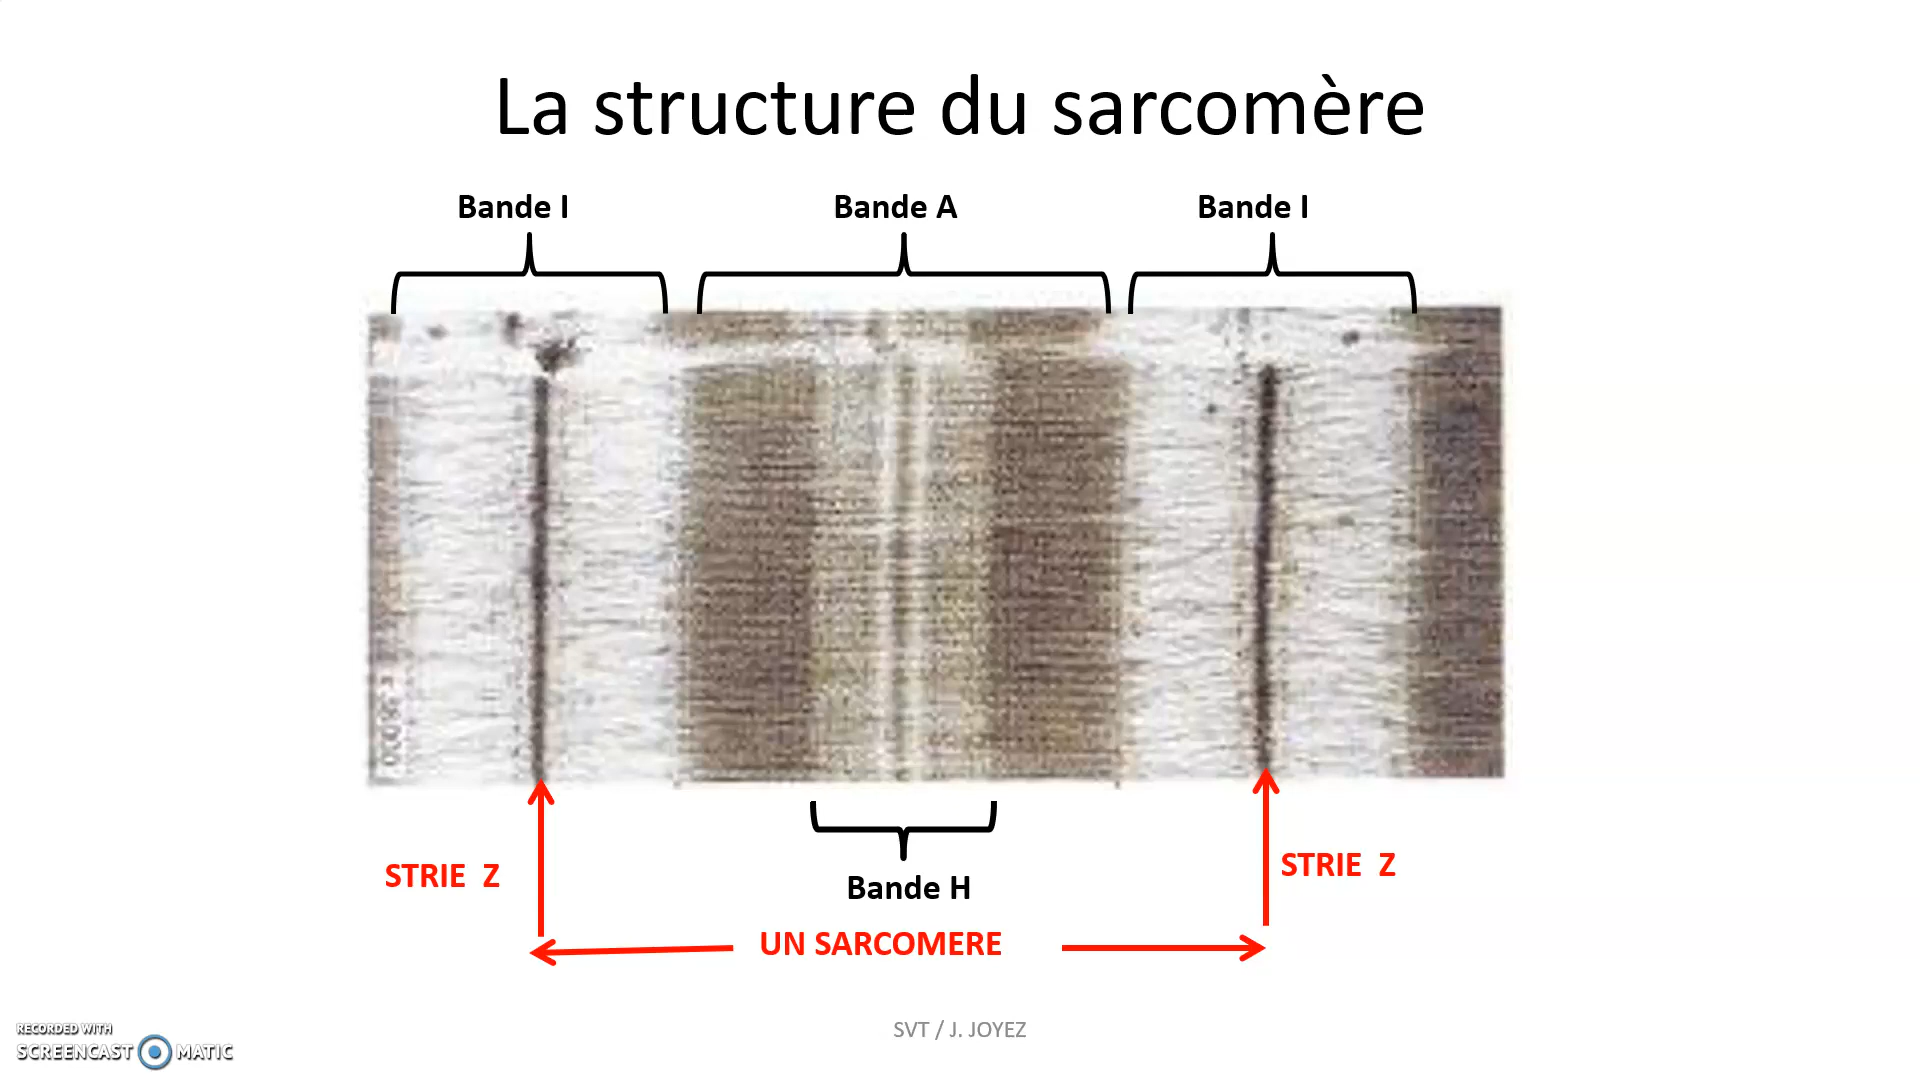 La structure du sarcomère
Bande I
Bande A
Bande I
STRIE Z
STRIE Z
Bande H
UN SARCOMERE
SVT / J. JOYEZ
RECORDED WITH
SCREENCAST MATIC